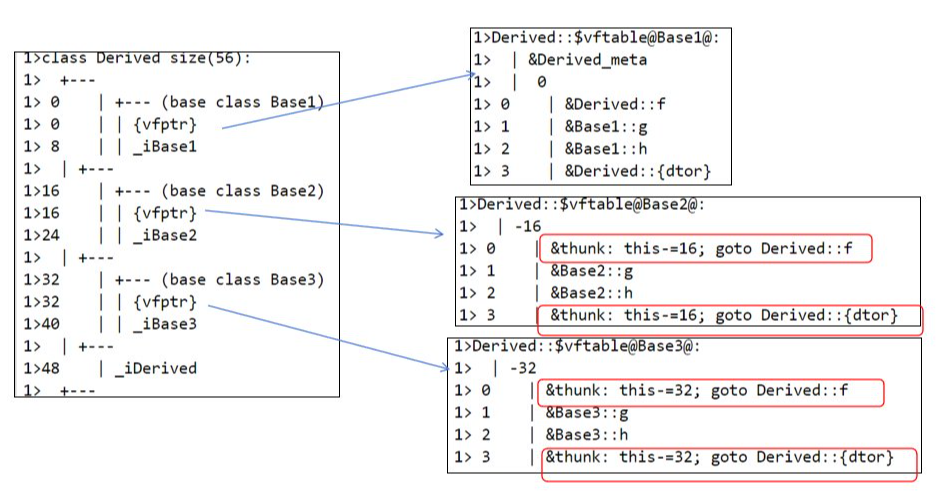 1>class Derived size(56):
1>  +---
1> 0    | +--- (base class Base1)
1> 0    | | {vfptr}
1> 8    | | _iBase1
1>  | +---
1>16    | +--- (base class Base2)
1>16    | | {vfptr}
1>24    | | _iBase2
1>  | +---
1>32    | +--- (base class Base3)
1>32    | | {vfptr}
1>40    | | _iBase3
1>  | +---
1>48    | _iDerived
1>  +---
1>Derived::$vftable@Base1@:
1>  | &Derived_meta
1>  |  0
1> 0    | &Derived::f
1> 1    | &Base1::g
1> 2    | &Base1::h
1> 3    | &Derived::{dtor}
1>Derived::$vftable@Base2@:
1>  | -16
1> 0    | &thunk: this-=16; goto Derived::f
1> 1    | &Base2::g
1> 2    | &Base2::h
1> 3    | &thunk: this-=16; goto Derived::{dtor}
1>Derived::$vftable@Base3@:
1>  | -32
1> 0    | &thunk: this-=32; goto Derived::f
1> 1    | &Base3::g
1> 2    | &Base3::h
1> 3    | &thunk: this-=32; goto Derived::{dtor}